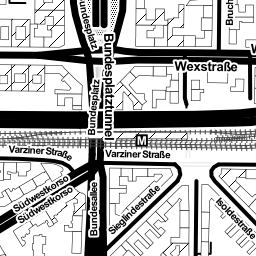 Bundesplatz
Bundesplatztunnel
Bundesplatz
Wexstraße
W
Bruch
M
Varziner Straße
Varziner Straße
Südwestkorso
Südwestkorso
Bundesallee
Sieglindestraße
Isoldestraße